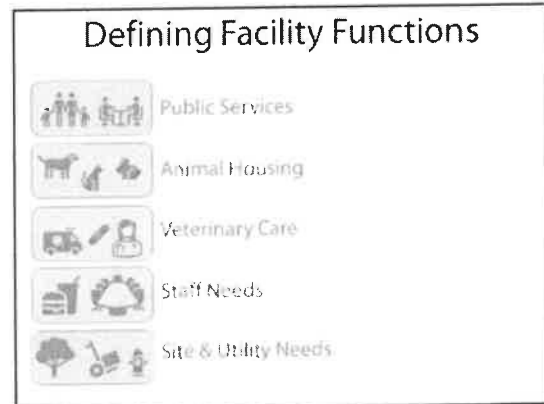 Defining Facility Functions
Public Services
Animal Housing
Veterinary Care
Staff Needs
Site & Utility Needs